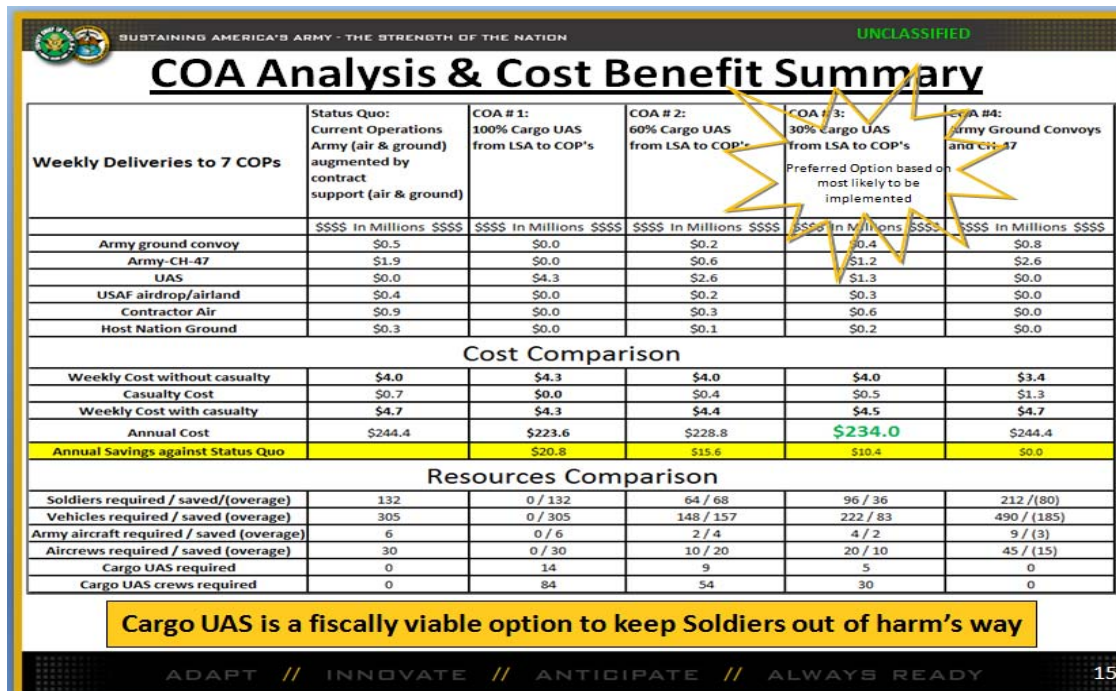 SUSTAINING AMERICA'S ARMY - THE STRENGTH OF THE NATION
UNCLASSIFIED
COA Analysis & Cost Benefit Summary
Weekly Deliveries to 7 COPs
Status Quo:
Current Operations
Army (air & ground)
augmented by
contract
support (air & ground)
COA # 1:
100% Cargo UAS
from LSA to COP's
COA # 2:
60% Cargo UAS
from LSA to COP's
COA # 3:
30% Cargo UAS
from LSA to COP's
Preferred Option based on
most likely to be
implemented
COA #4:
Army Ground Convoys
and CH-47
$$$$ In Millions $$$$ $$$$ In Millions $$$$ $$$$ In Millions $$$$ $$$$ In Millions $$$$ $$$$ In Millions $$$$
Army ground convoy $0.5 $0.0 $0.2 $0.4 $0.8
Army-CH-47 $1.9 $0.0 $0.6 $1.2 $2.6
UAS $0.0 $4.3 $2.6 $1.3 $0.0
USAF airdrop/airland $0.4 $0.0 $0.2 $0.3 $0.0
Contractor Air $0.9 $0.0 $0.3 $0.6 $0.0
Host Nation Ground $0.3 $0.0 $0.1 $0.2 $0.0
Cost Comparison
Weekly Cost without casualty $4.0 $4.3 $4.0 $4.0 $3.4
Casualty Cost $0.7 $0.0 $0.4 $0.5 $1.3
Weekly Cost with casualty $4.7 $4.3 $4.4 $4.5 $4.7
Annual Cost $244.4 $223.6 $228.8 $234.0 $244.4
Annual Savings against Status Quo $20.8 $15.6 $10.4 $0.0
Resources Comparison
Soldiers required / saved/(overage) 132 0 / 132 64 / 68 96 / 36 212 /(80)
Vehicles required / saved (overage) 305 0 / 305 148 / 157 222 / 83 490 / (185)
Army aircraft required / saved (overage) 6 0 / 6 2 / 4 4 / 2 9 / (3)
Aircrews required / saved (overage) 30 0 / 30 10 / 20 20 / 10 45 / (15)
Cargo UAS required 0 14 9 5 0
Cargo UAS crews required 0 84 54 30 0
Cargo UAS is a fiscally viable option to keep Soldiers out of harm's way
ADAPT // INNOVATE // ANTICIPATE // ALWAYS READY
15